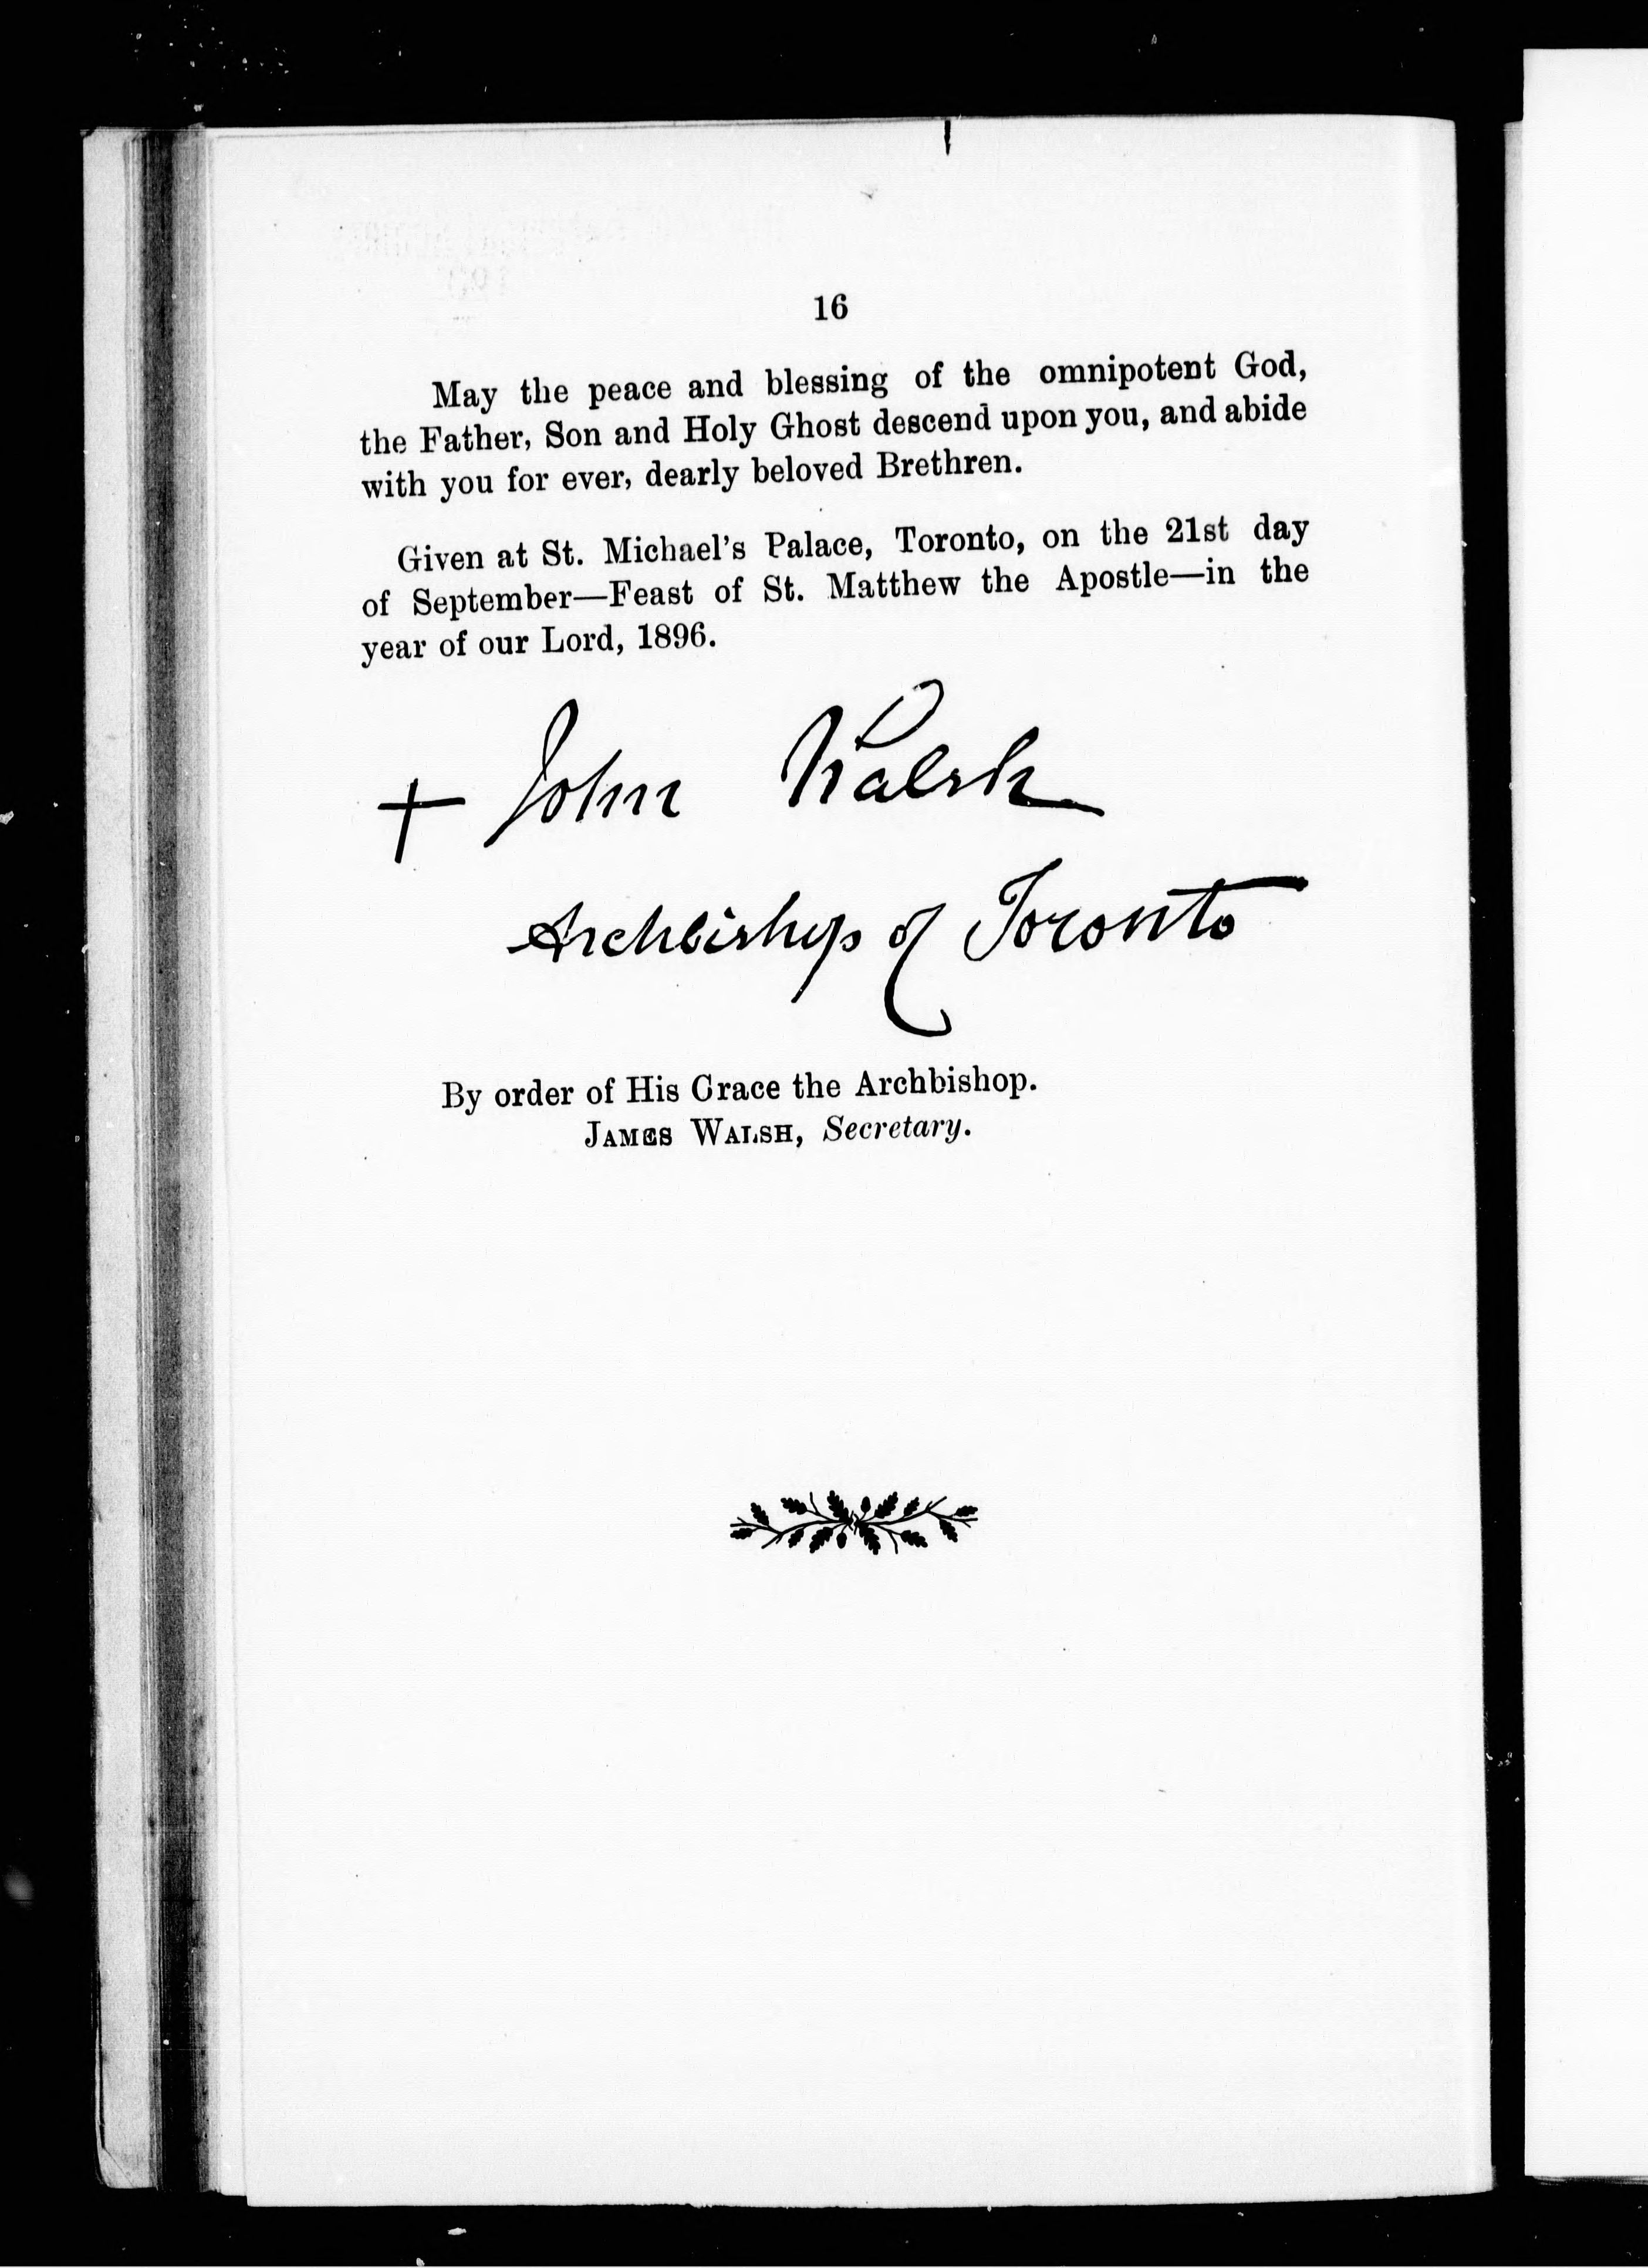 16
May the peace and blessing of the omnipotent God,
the Father, Son and Holy Ghost descend upon you, and abide
with you for ever, dearly beloved Brethren.
Given at St. Michael's Palace, Toronto, on the 21st day
of September—Feast of St. Matthew the Apostle—in the
year of our Lord, 1896.
+ John Walsh
Archbishop of Toronto
By order of His Grace the Archbishop.
JAMES WALSH, Secretary.